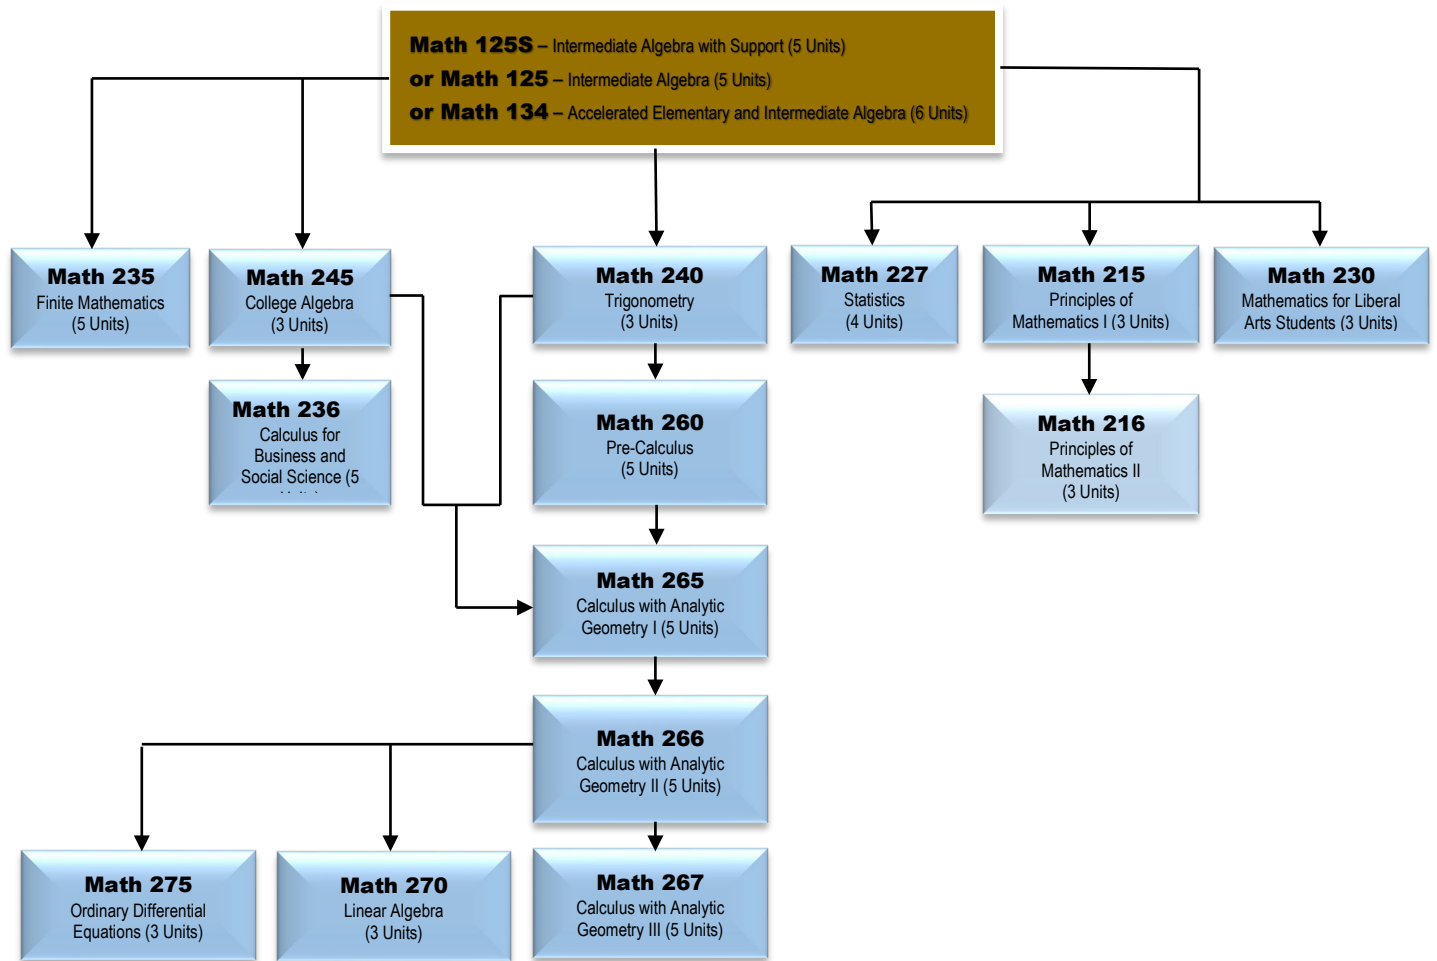 Math 125S – Intermediate Algebra with Support (5 Units)
or Math 125 – Intermediate Algebra (5 Units)
or Math 134 – Accelerated Elementary and Intermediate Algebra (6 Units)
Math 235
Finite Mathematics
(5 Units)
Math 245
College Algebra
(3 Units)
Math 240
Trigonometry
(3 Units)
Math 227
Statistics
(4 Units)
Math 215
Principles of
Mathematics I (3 Units)
Math 230
Mathematics for Liberal
Arts Students (3 Units)
Math 236
Calculus for
Business and
Social Science (5
Math 260
Pre-Calculus
(5 Units)
Math 216
Principles of
Mathematics II
(3 Units)
Math 265
Calculus with Analytic
Geometry I (5 Units)
Math 266
Calculus with Analytic
Geometry II (5 Units)
Math 275
Ordinary Differential
Equations (3 Units)
Math 270
Linear Algebra
(3 Units)
Math 267
Calculus with Analytic
Geometry III (5 Units)